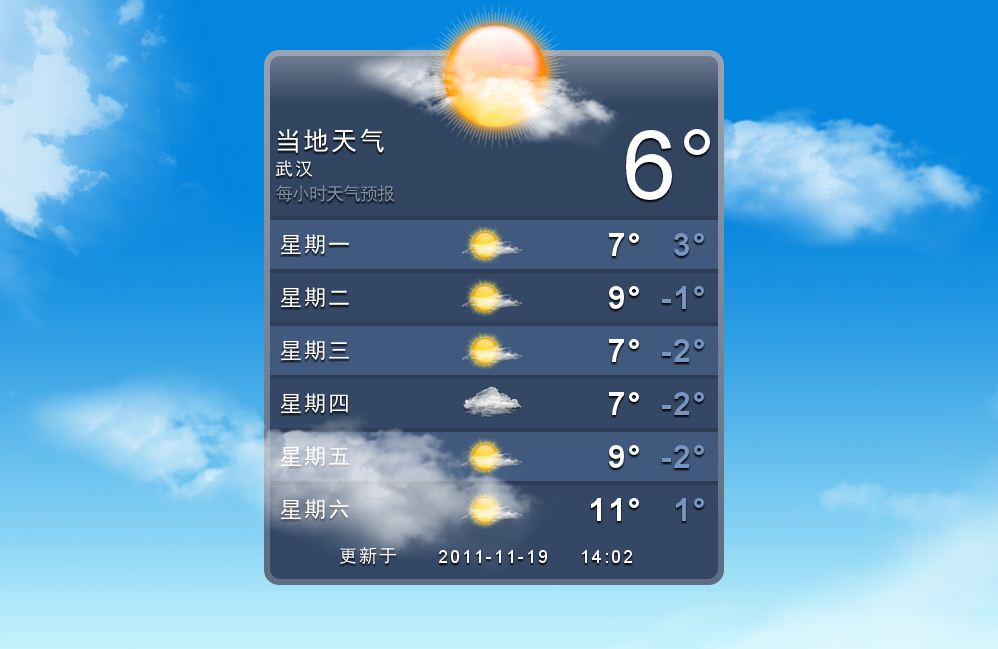 当地天气
武汉
每小时天气预报
6°
星期一 7° 3°
星期二 9° -1°
星期三 7° -2°
星期四 7° -2°
星期五 9° -2°
星期六 11° 1°
更新于 2011-11-19 14:02